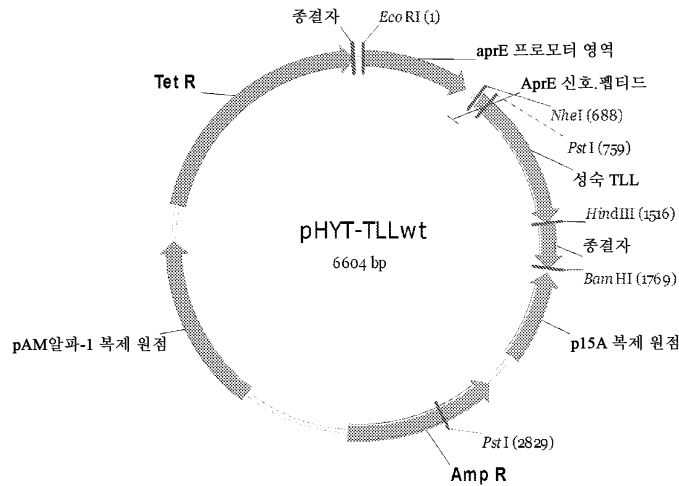 종결자
EcoRI (1)
aprE 프로모터 영역
Tet R
AprE 신호.펩티드
NheI (688)
PstI (759)
성숙 TLL
pHYT-TLLwt
6604 bp
HindIII (1516)
종결자
BamHI (1769)
pAM알파-1 복제 원점
p15A 복제 원점
PstI (2829)
Amp R